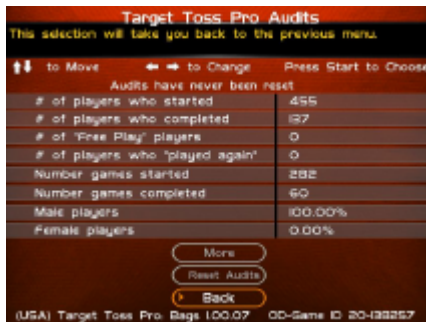 Target Toss Pro Audits
This selection will take you back to the previous menu.
to Move to Change Press Start to Choose
Audits have never been reset
# of players who started 455
# of players who completed 137
# of "Free Play" players 0
# of players who "played again" 0
Number games started 282
Number games completed 60
Male players 100.00%
Female players 0.00%
More
Reset Audits
Back
(USA) Target Toss Pro: Bags 1.00.07 OD-Game ID 20-138257